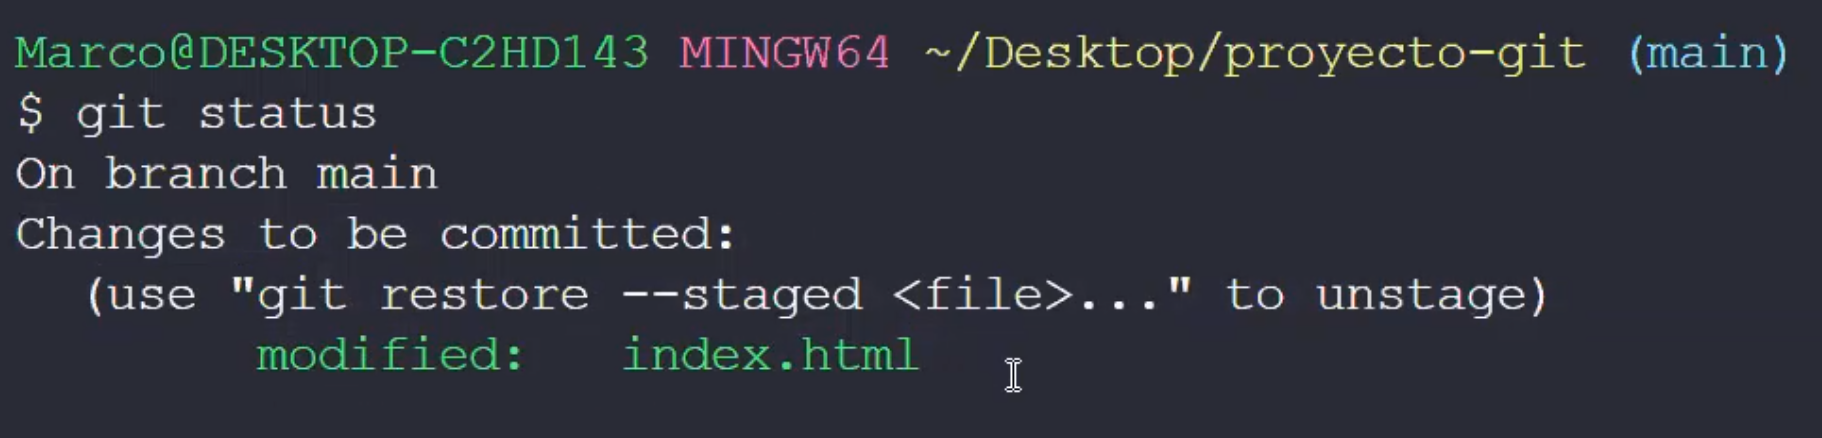 Marco@DESKTOP-C2HD143 MINGW64 ~/Desktop/proyecto-git (main)
$ git status
On branch main
Changes to be committed:
  (use "git restore --staged <file>..." to unstage)
        modified:   index.html